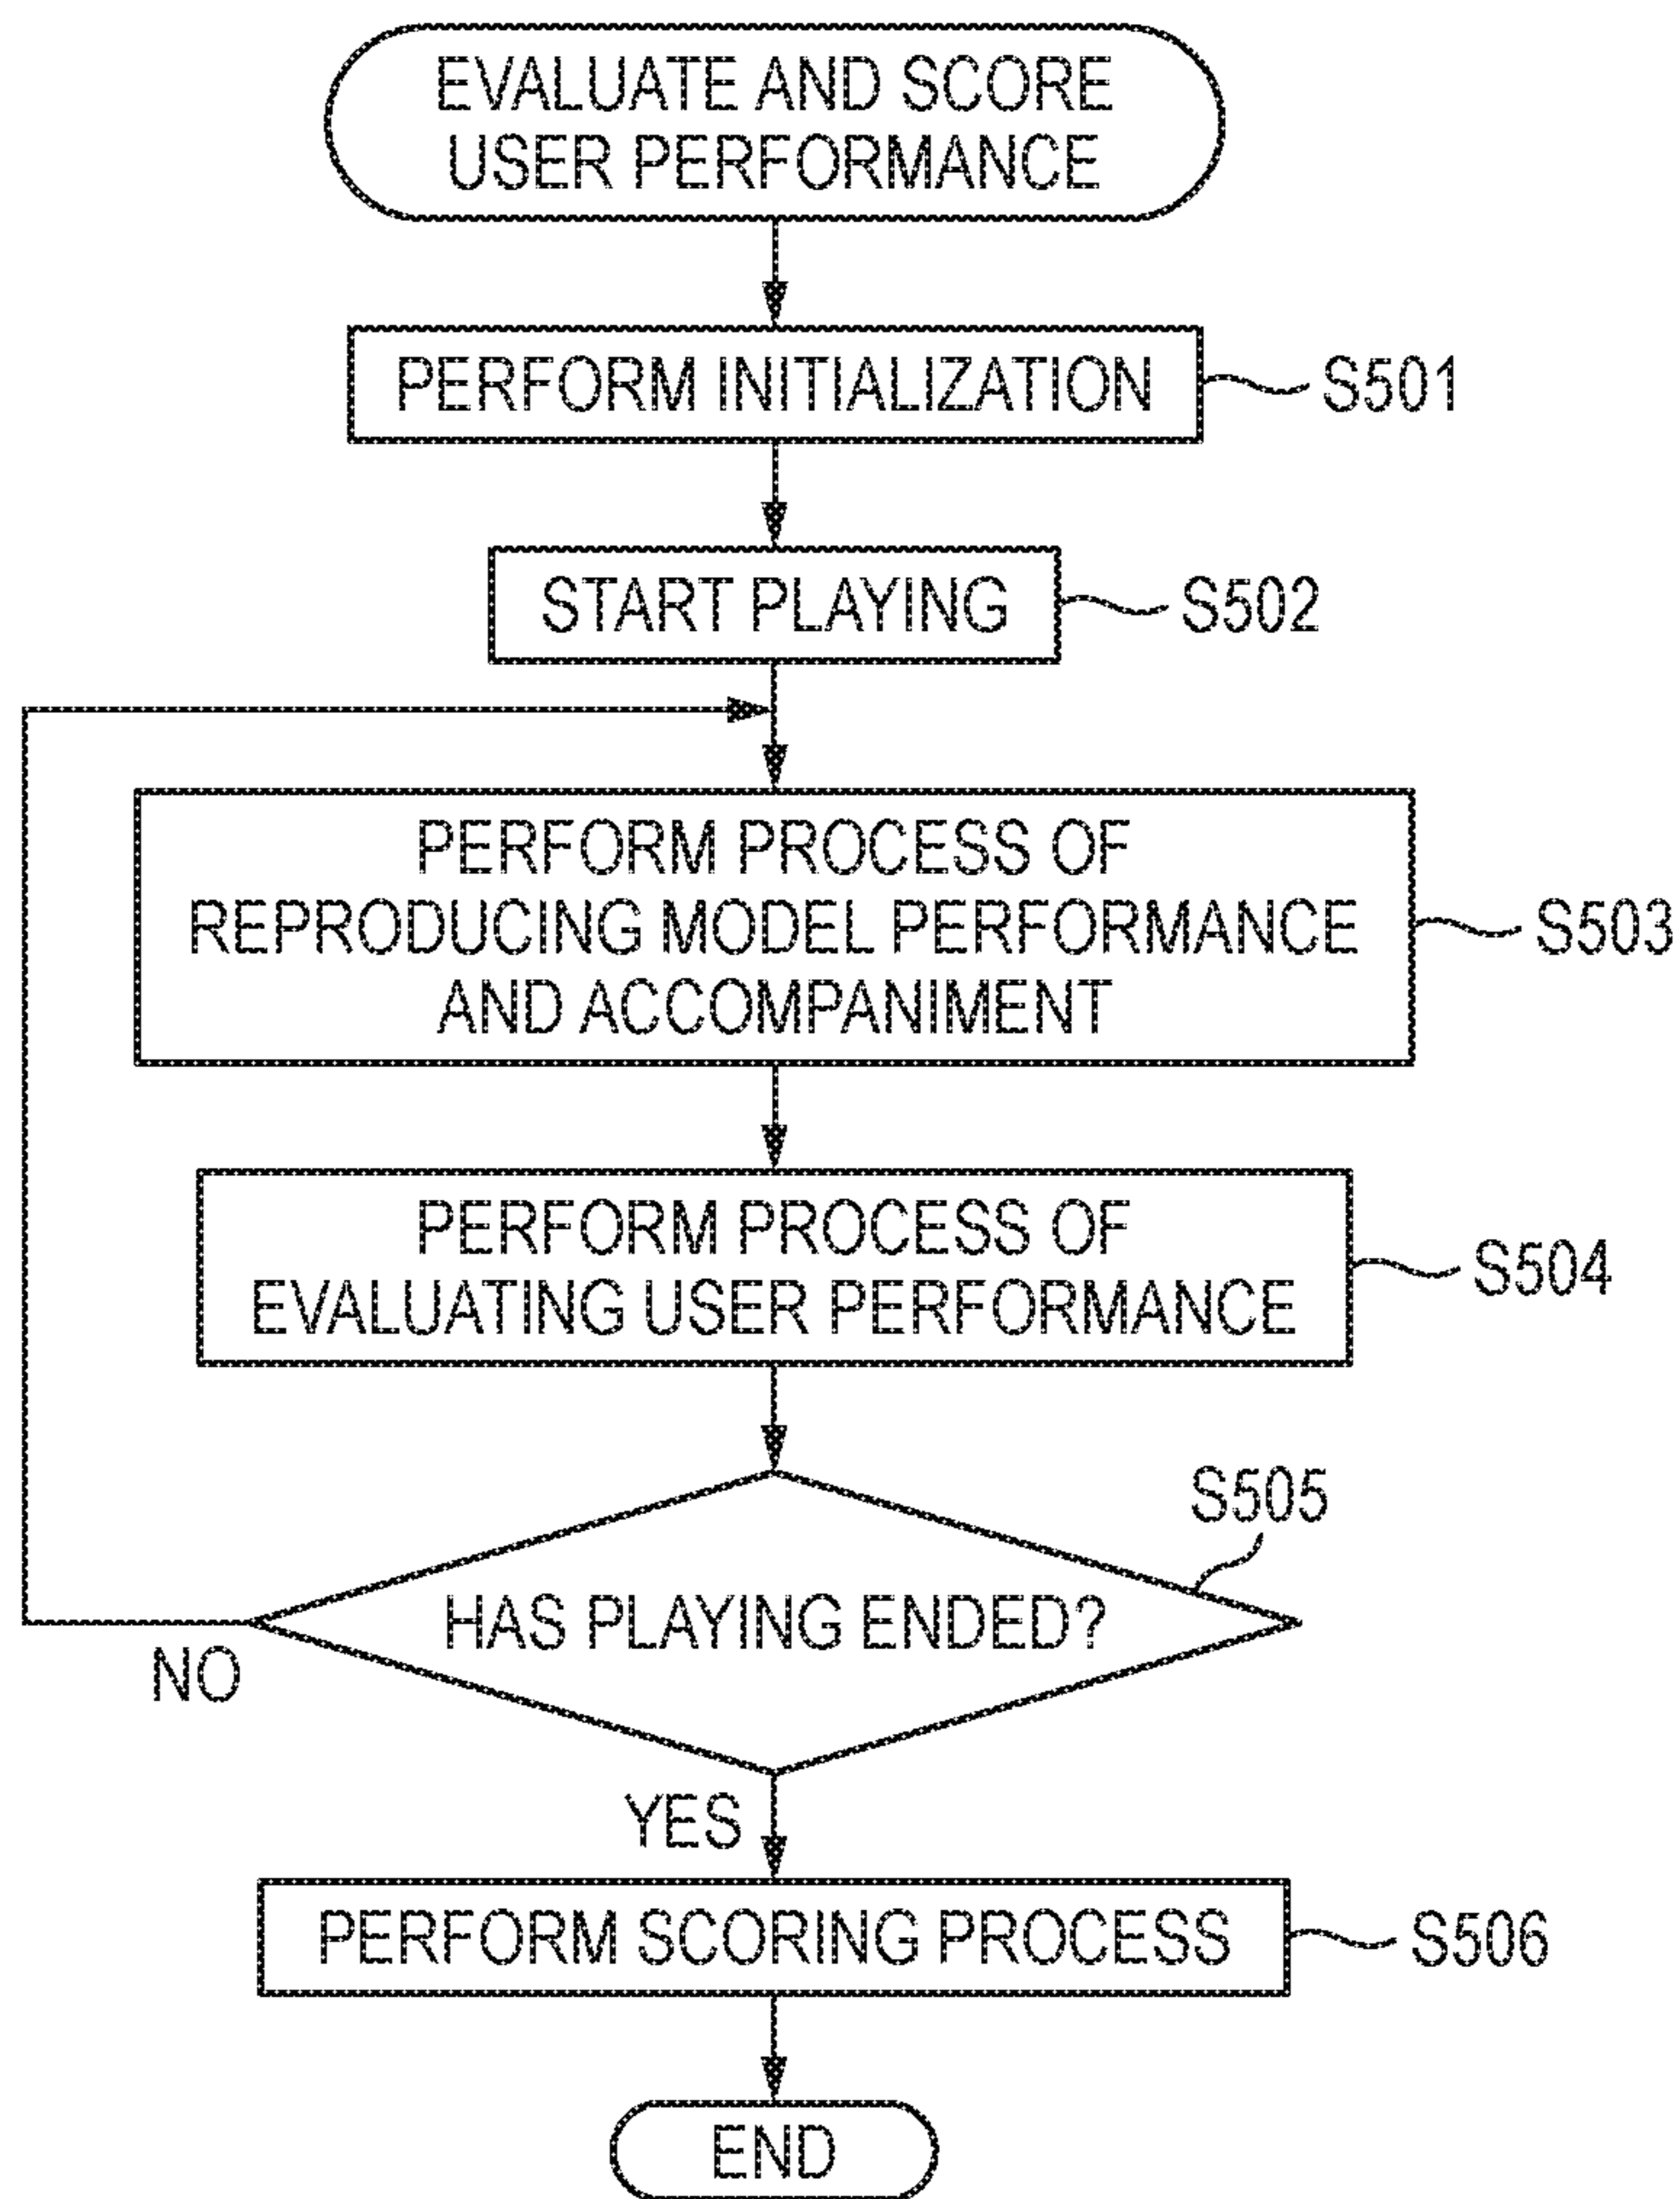 EVALUATE AND SCORE
USER PERFORMANCE
PERFORM INITIALIZATION
S501
START PLAYING
S502
PERFORM PROCESS OF
REPRODUCING MODEL PERFORMANCE
AND ACCOMPANIMENT
S503
PERFORM PROCESS OF
EVALUATING USER PERFORMANCE
S504
S505
HAS PLAYING ENDED?
NO
YES
PERFORM SCORING PROCESS
S506
END